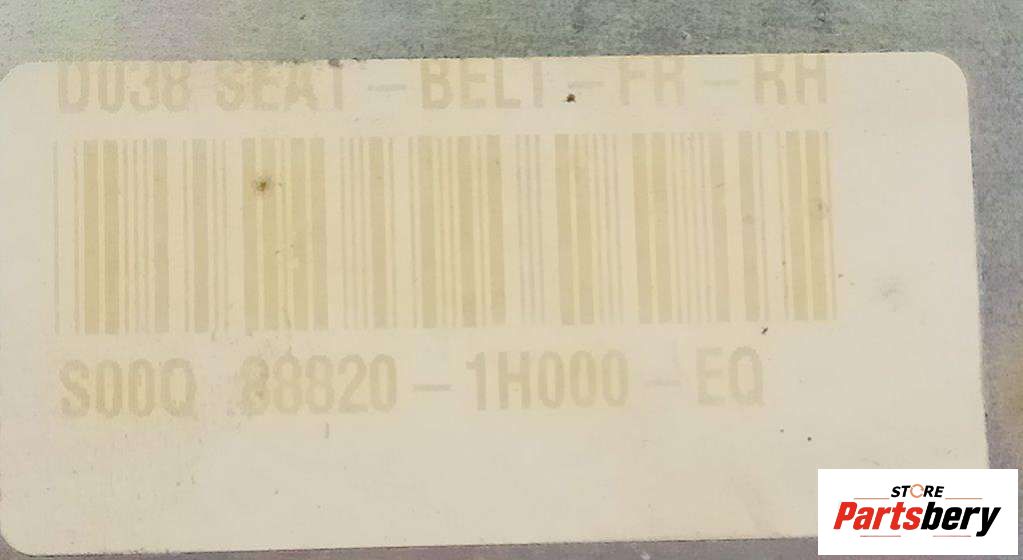 D038 SEAT-BELT-FR-RH
S00Q 88820-1H000-EQ
STORE
Partsbery